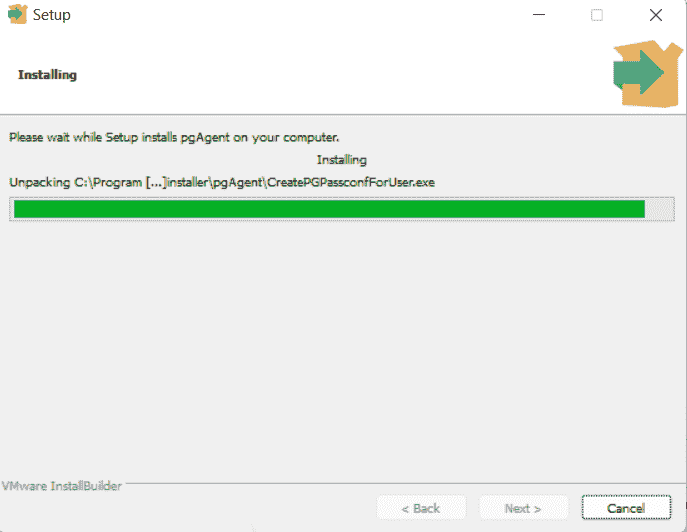 Setup
Installing
Please wait while Setup installs pgAgent on your computer.
Installing
Unpacking C:\Program [...]installer\pgAgent\CreatePGPassconfForUser.exe
VMware InstallBuilder
< Back
Next >
Cancel